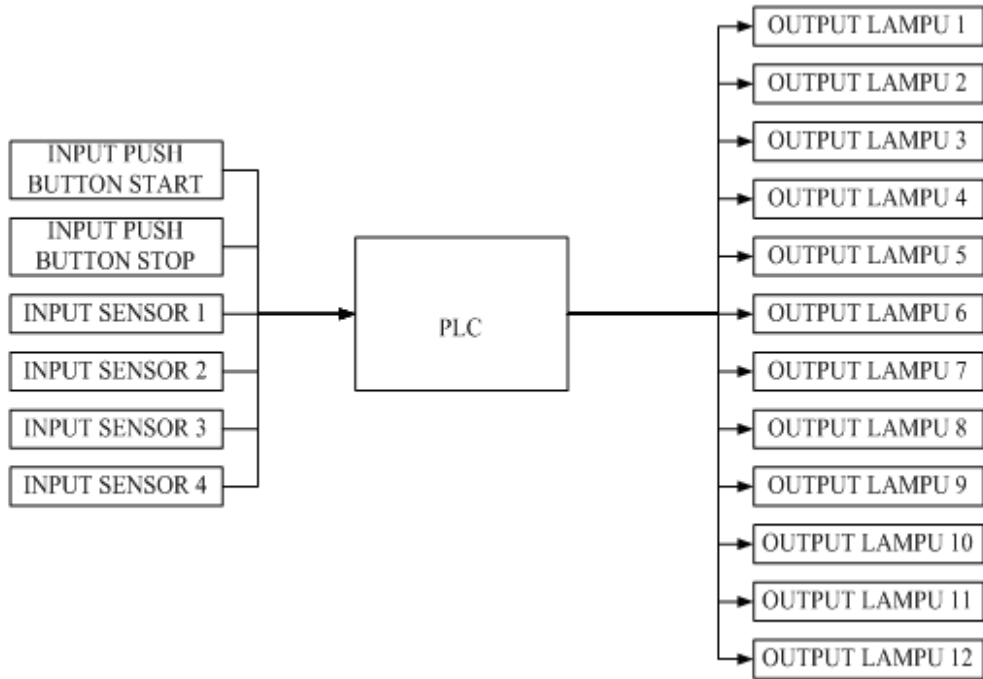 INPUT PUSH
BUTTON START
INPUT PUSH
BUTTON STOP
INPUT SENSOR 1
INPUT SENSOR 2
INPUT SENSOR 3
INPUT SENSOR 4
PLC
OUTPUT LAMPU 1
OUTPUT LAMPU 2
OUTPUT LAMPU 3
OUTPUT LAMPU 4
OUTPUT LAMPU 5
OUTPUT LAMPU 6
OUTPUT LAMPU 7
OUTPUT LAMPU 8
OUTPUT LAMPU 9
OUTPUT LAMPU 10
OUTPUT LAMPU 11
OUTPUT LAMPU 12